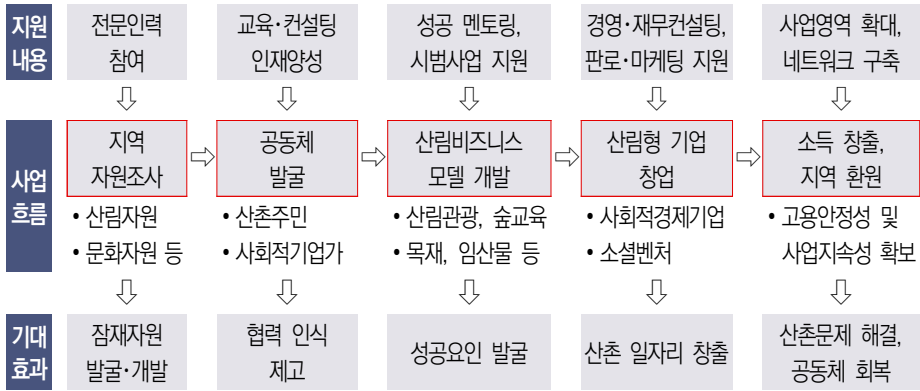 지원
내용
전문인력
참여
교육·컨설팅
인재양성
성공 멘토링,
시범사업 지원
경영·재무컨설팅,
판로·마케팅 지원
사업영역 확대,
네트워크 구축
사업
흐름
지역
자원조사
공동체
발굴
산림비즈니스
모델 개발
산림형 기업
창업
소득 창출,
지역 환원
• 산림자원
• 문화자원 등
• 산촌주민
• 사회적기업가
• 산림관광, 숲교육
• 목재, 임산물 등
• 사회적경제기업
• 소셜벤처
• 고용안정성 및
사업지속성 확보
기대
효과
잠재자원
발굴·개발
협력 인식
제고
성공요인 발굴
산촌 일자리 창출
산촌문제 해결,
공동체 회복